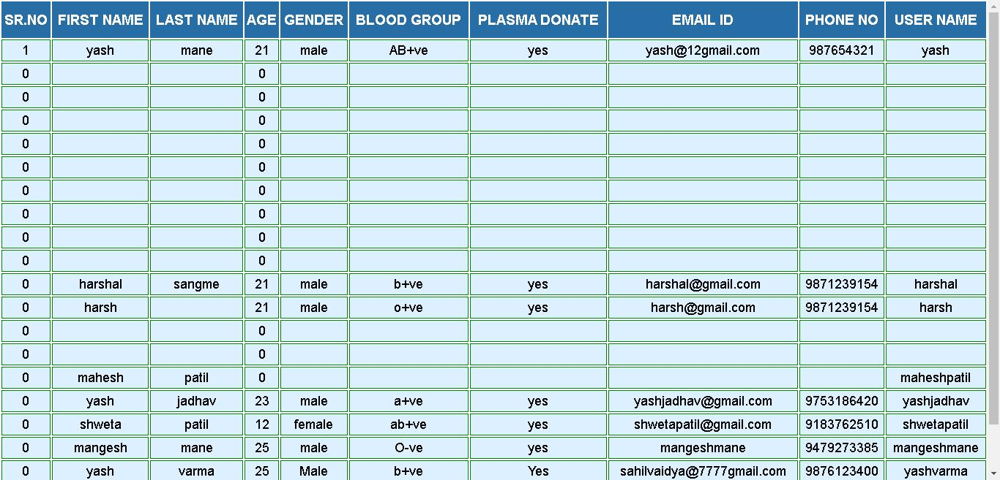 SR.NO FIRST NAME LAST NAME AGE GENDER BLOOD GROUP PLASMA DONATE EMAIL ID PHONE NO USER NAME
1 yash mane 21 male AB+ve yes yash@12gmail.com 987654321 yash
0 0
0 0
0 0
0 0
0 0
0 0
0 0
0 0
0 0
0 harshal sangme 21 male b+ve yes harshal@gmail.com 9871239154 harshal
0 harsh 21 male o+ve yes harsh@gmail.com 9871239154 harsh
0 0
0 0
0 mahesh patil 0 maheshpatil
0 yash jadhav 23 male a+ve yes yashjadhav@gmail.com 9753186420 yashjadhav
0 shweta patil 12 female ab+ve yes shwetapatil@gmail.com 9183762510 shwetapatil
0 mangesh mane 25 male O-ve yes mangeshmane 9479273385 mangeshmane
0 yash varma 25 Male b+ve Yes sahilvaidya@7777gmail.com 9876123400 yashvarma